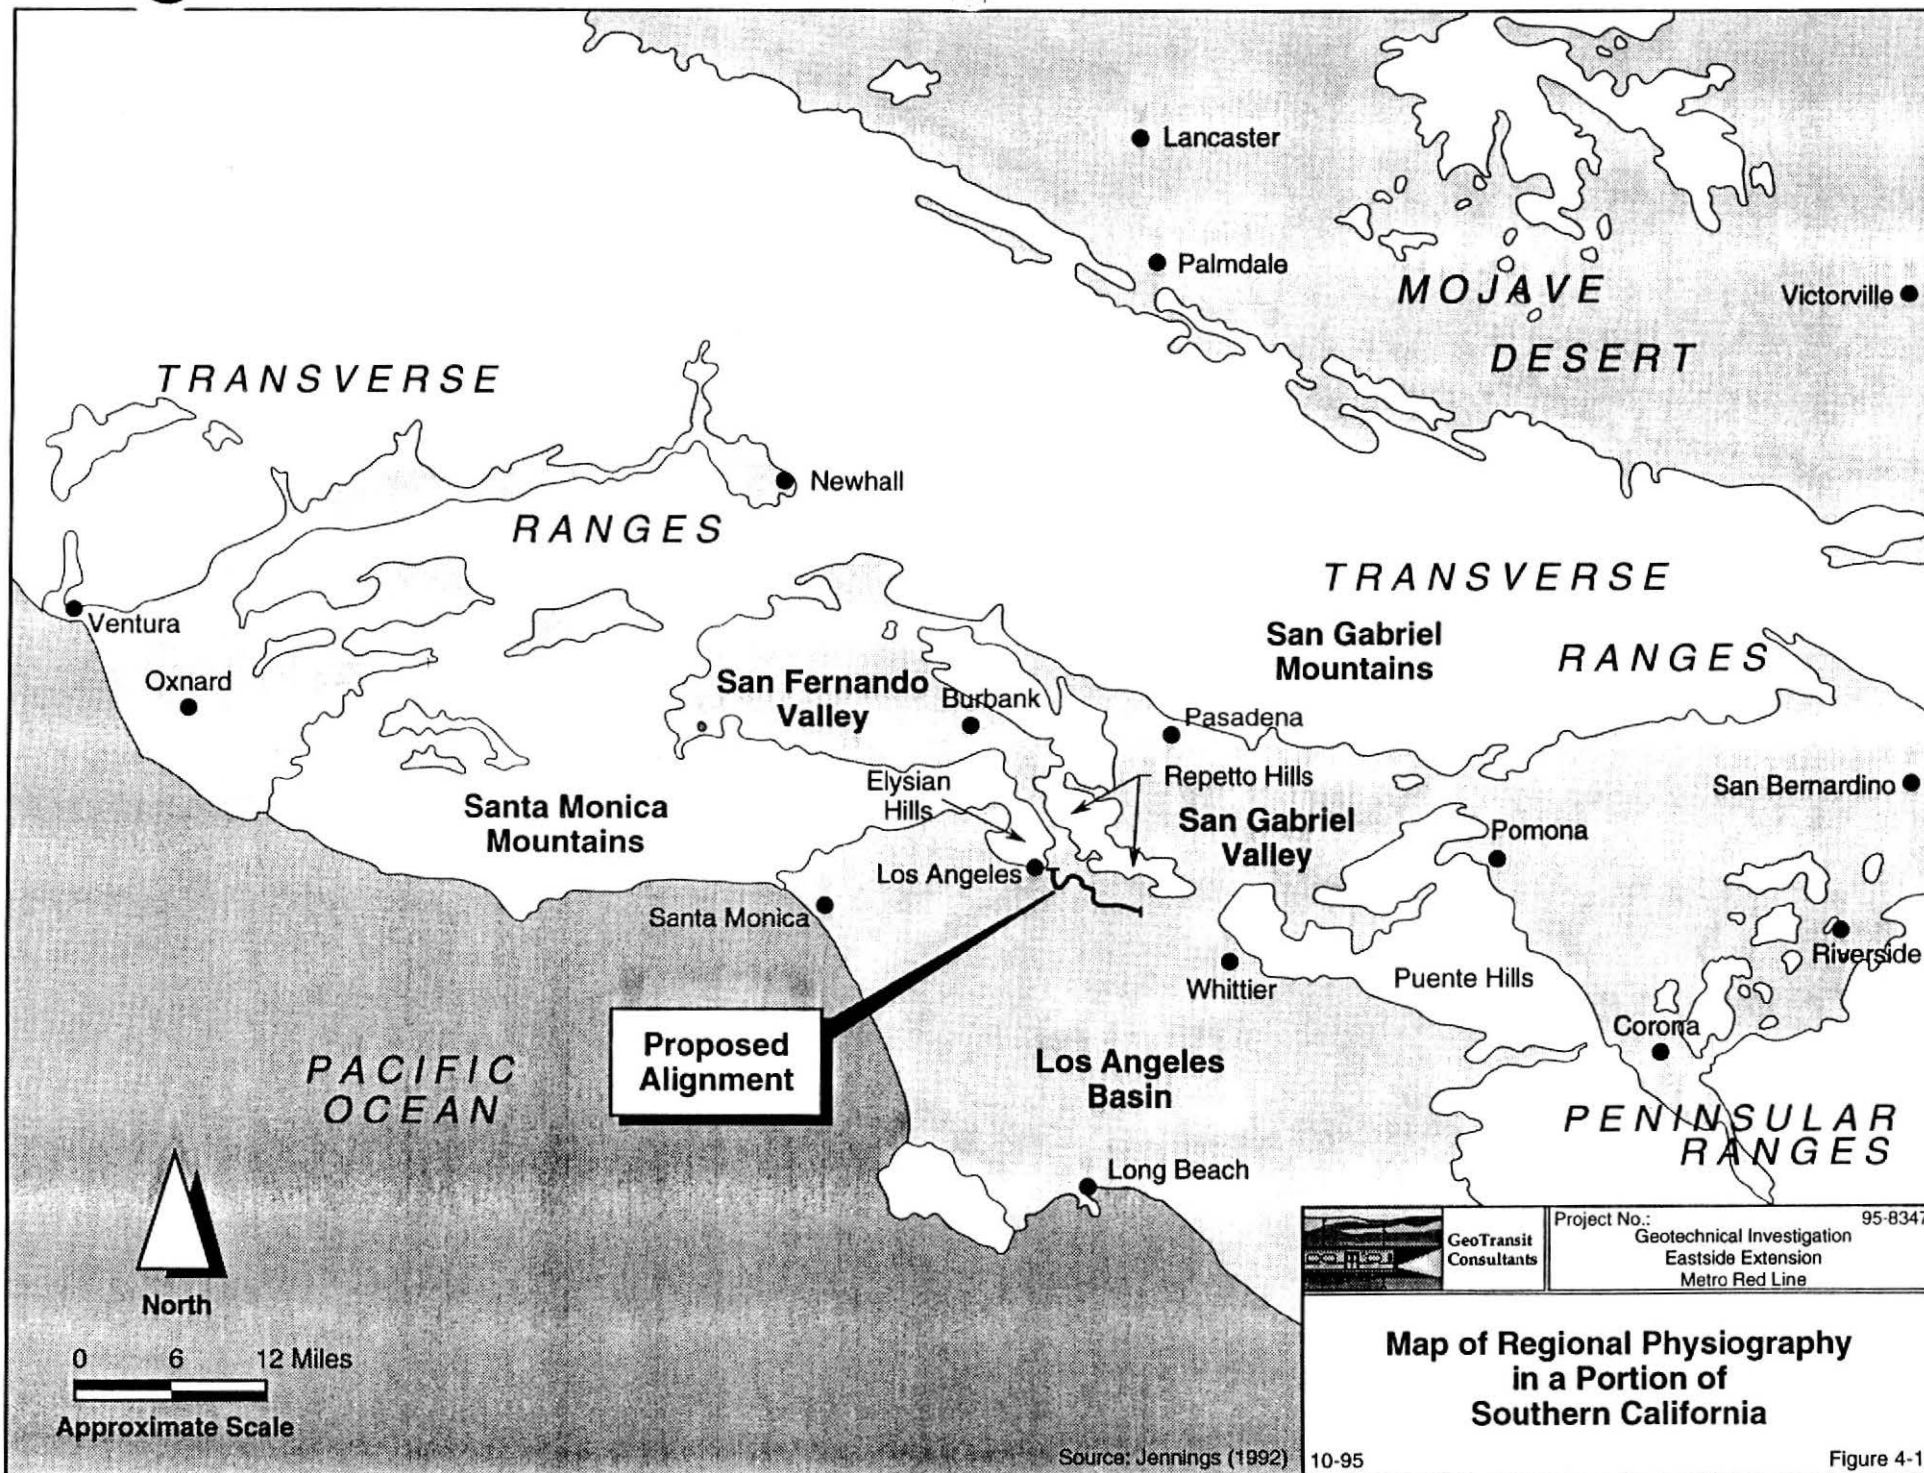 Lancaster
Palmdale
MOJAVE
DESERT
Victorville
TRANSVERSE
RANGES
Newhall
Ventura
Oxnard
TRANSVERSE
RANGES
San Gabriel
Mountains
San Fernando
Valley
Burbank
Pasadena
Elysian
Hills
Repetto Hills
San Gabriel
Valley
San Bernardino
Pomona
Santa Monica
Mountains
Los Angeles
Santa Monica
Riverside
Whittier
Puente Hills
Corona
Proposed
Alignment
Los Angeles
Basin
PACIFIC
OCEAN
PENINSULAR
RANGES
Long Beach
North
0 6 12 Miles
Approximate Scale
Source: Jennings (1992)
GeoTransit
Consultants
Project No.: 95-8347
Geotechnical Investigation
Eastside Extension
Metro Red Line
Map of Regional Physiography
in a Portion of
Southern California
10-95
Figure 4-1